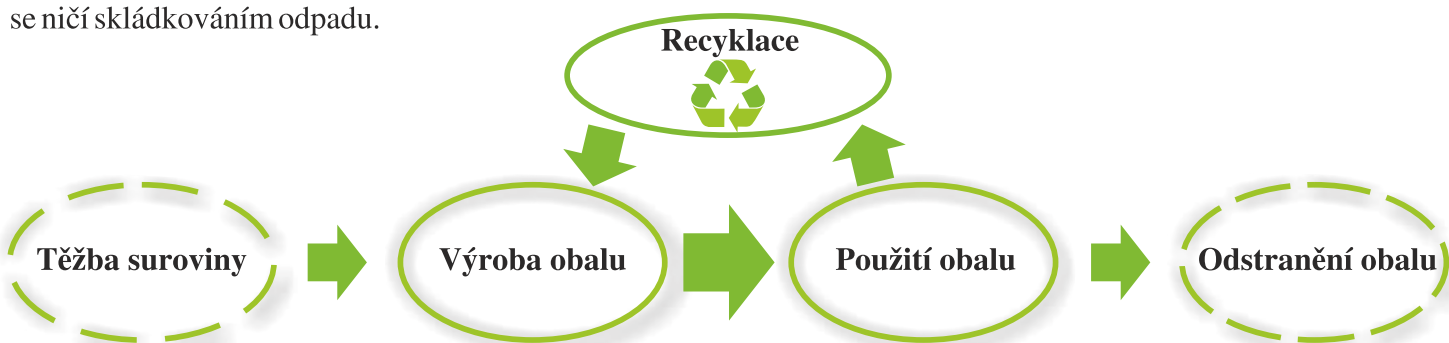 se ničí skládkováním odpadu.
Recyklace
Těžba suroviny
Výroba obalu
Použití obalu
Odstranění obalu